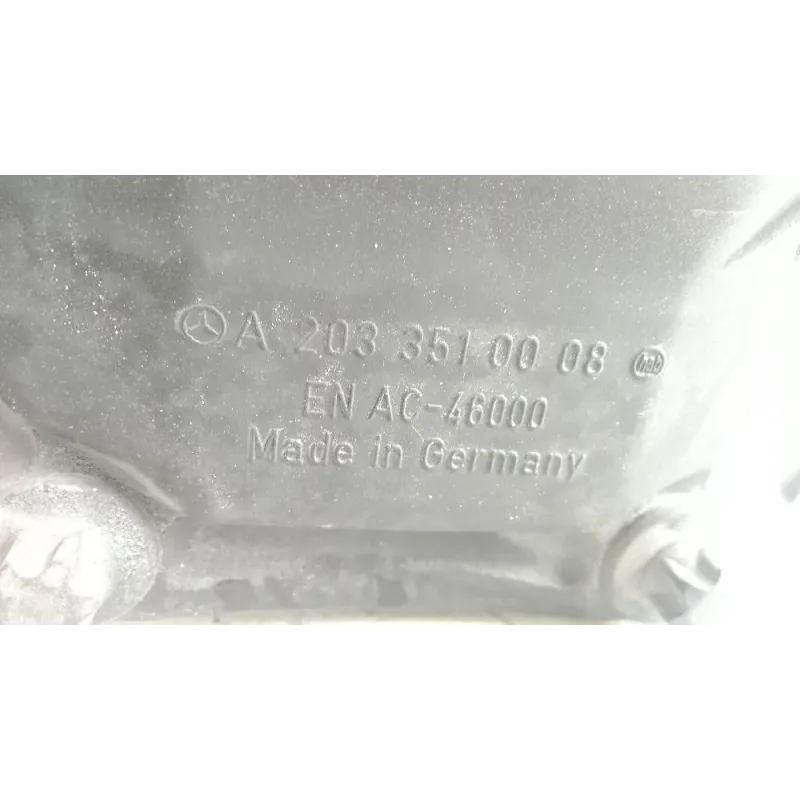 A 203 351 00 08
EN AC-46000
Made in Germany